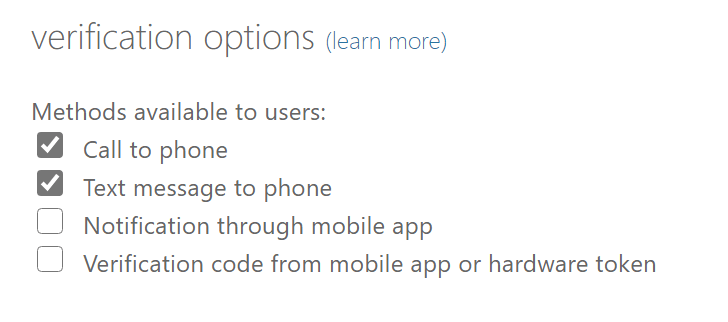 verification options (learn more)
Methods available to users:
Call to phone
Text message to phone
Notification through mobile app
Verification code from mobile app or hardware token